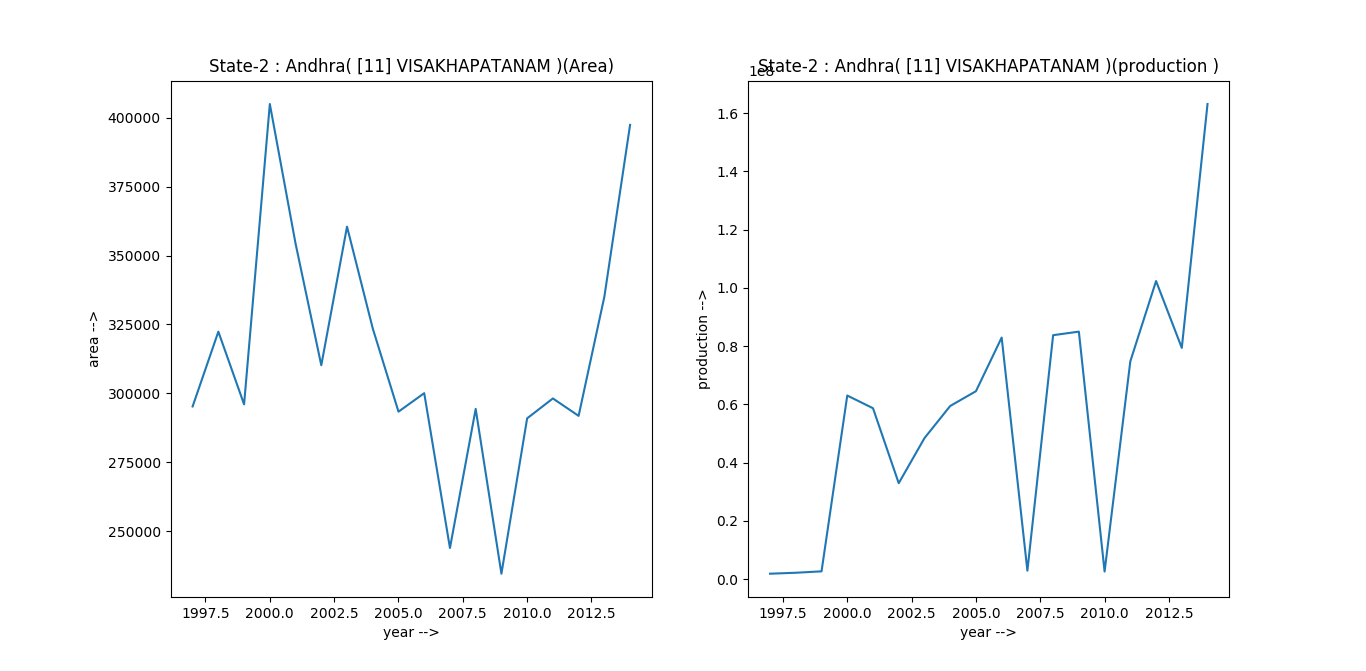 State-2 : Andhra( [11] VISAKHAPATANAM )(Area)
400000
375000
350000
325000
300000
275000
250000
area -->
1997.5 2000.0 2002.5 2005.0 2007.5 2010.0 2012.5
year -->
State-2 : Andhra( [11] VISAKHAPATANAM )(production )
1e8
1.6
1.4
1.2
1.0
0.8
0.6
0.4
0.2
0.0
production -->
1997.5 2000.0 2002.5 2005.0 2007.5 2010.0 2012.5
year -->